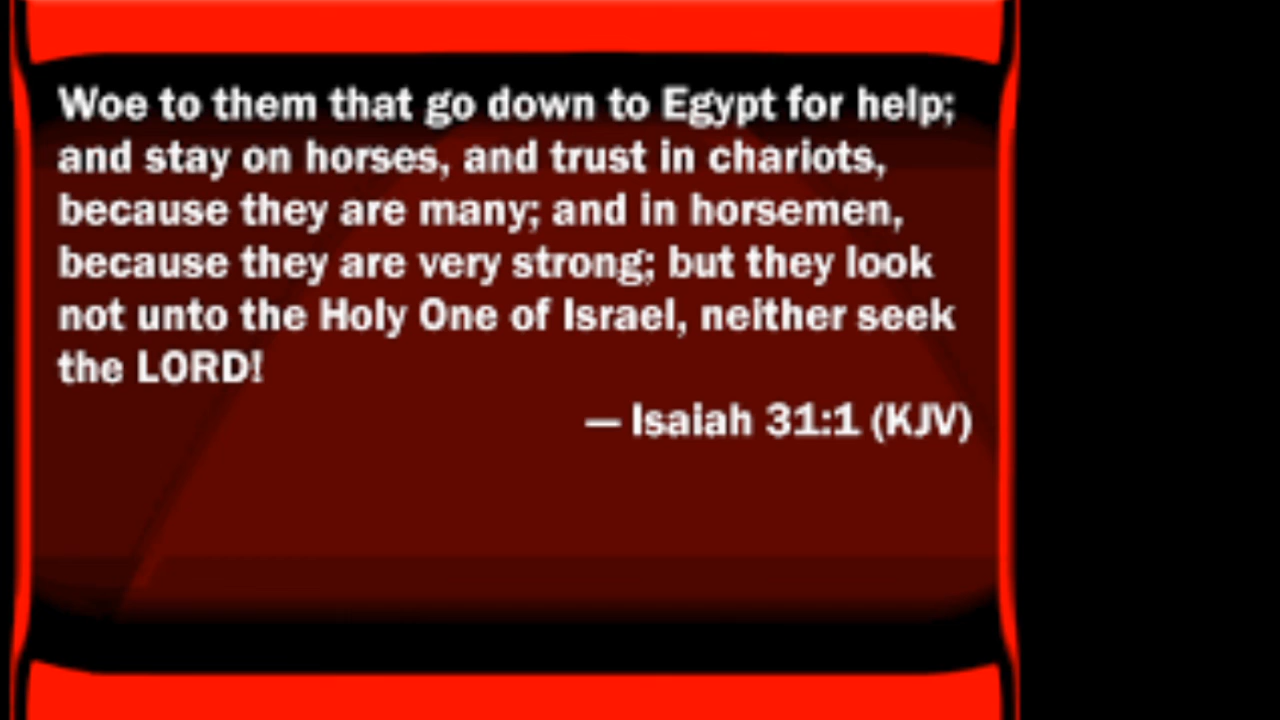 Woe to them that go down to Egypt for help;
and stay on horses, and trust in chariots,
because they are many; and in horsemen,
because they are very strong; but they look
not unto the Holy One of Israel, neither seek
the LORD!
— Isaiah 31:1 (KJV)